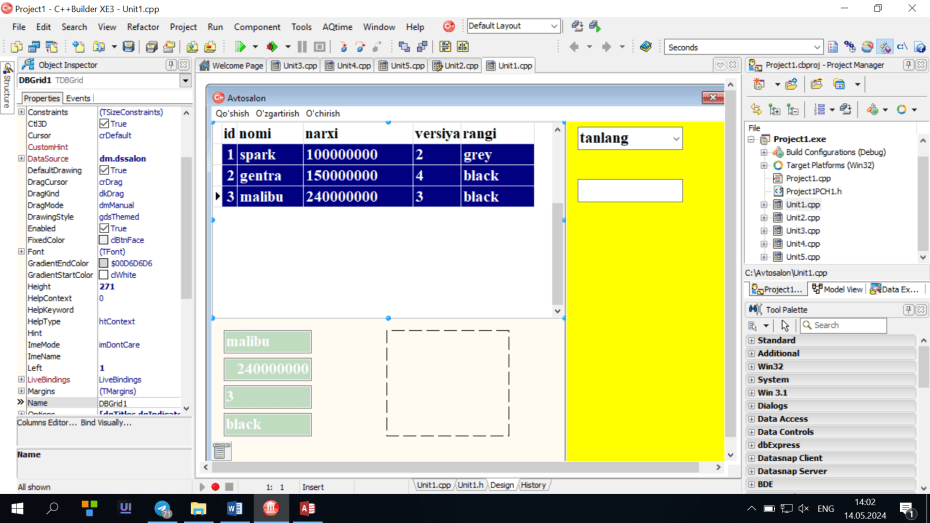 Project1 - C++Builder XE3 - Unit1.cpp
File Edit Search View Refactor Project Run Component Tools AQtime Window Help Default Layout
Seconds
Object Inspector
Welcome Page Unit3.cpp Unit4.cpp Unit5.cpp Unit2.cpp Unit1.cpp
Project1.cbproj - Project Manager
Structure
DBGrid1 TDBGrid
Properties Events
Constraints (TSizeConstraints)
Ctl3D True
Cursor crDefault
CustomHint
DataSource dm.dssalon
DefaultDrawing True
DragCursor crDrag
DragKind dkDrag
DragMode dmManual
DrawingStyle gdsThemed
Enabled True
FixedColor clBtnFace
Font (TFont)
GradientEndColor $00D6D6D6
GradientStartColor clWhite
Height 271
HelpContext 0
HelpKeyword
HelpType htContext
Hint
ImeMode imDontCare
ImeName
Left 1
LiveBindings LiveBindings
Margins (TMargins)
Name DBGrid1
Options [dgTitles,dgIndicato
Columns Editor... Bind Visually...
Name
All shown
Avtosalon
Qo'shish O'zgartirish O'chirish
id nomi narxi versiya rangi
1 spark 100000000 2 grey
2 gentra 150000000 4 black
3 malibu 240000000 3 black
tanlang
malibu
240000000
3
black
1: 1 Insert
Unit1.cpp Unit1.h Design History
File
Project1.exe
Build Configurations (Debug)
Target Platforms (Win32)
Project1.cpp
Project1PCH1.h
Unit1.cpp
Unit2.cpp
Unit3.cpp
Unit4.cpp
Unit5.cpp
C:\Avtosalon\Unit1.cpp
Project1... Model View Data Ex...
Tool Palette
Search
Standard
Additional
Win32
System
Win 3.1
Dialogs
Data Access
Data Controls
dbExpress
Datasnap Client
Datasnap Server
BDE
UI
ENG
14:02
14.05.2024